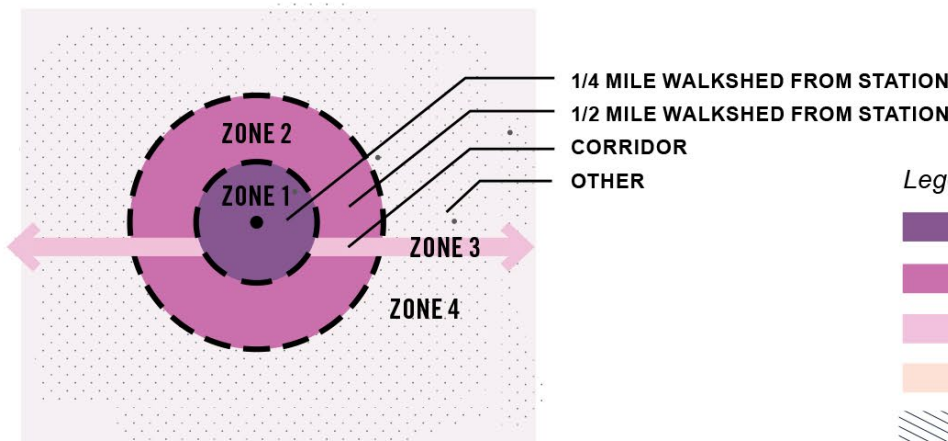 1/4 MILE WALKSHED FROM STATION
1/2 MILE WALKSHED FROM STATION
CORRIDOR
OTHER
ZONE 2
ZONE 1
ZONE 3
ZONE 4
Leg